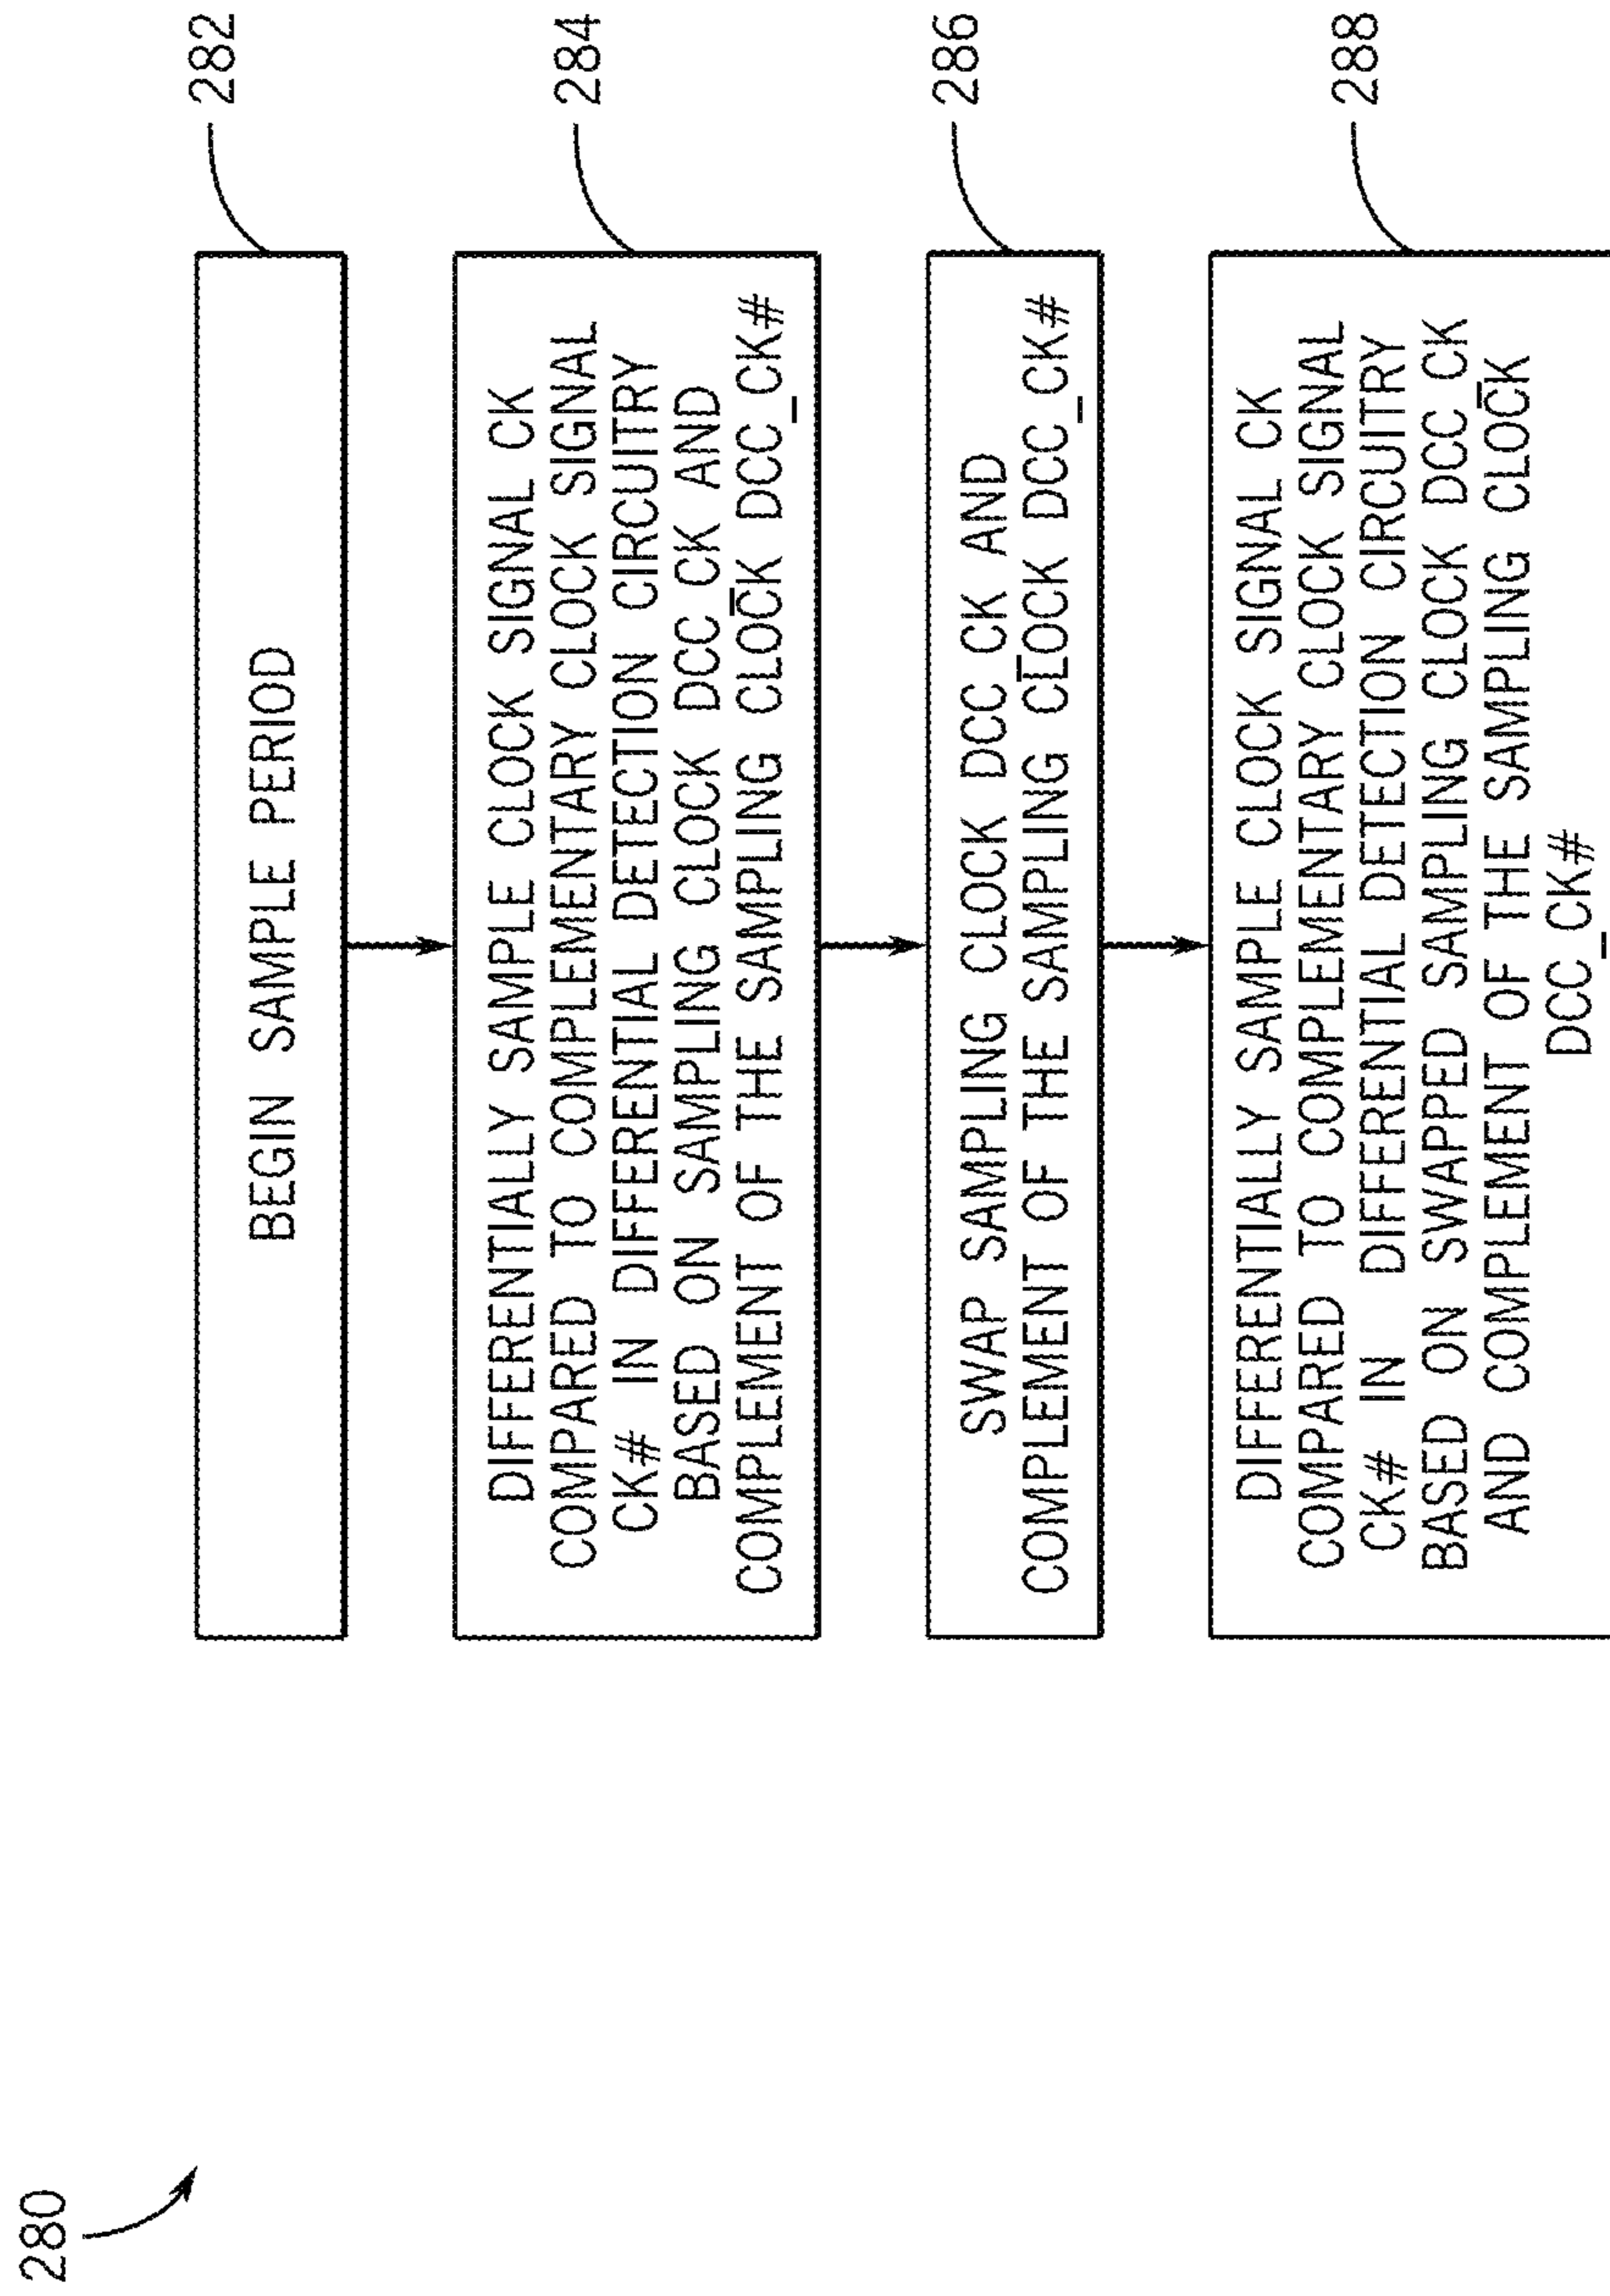 280
BEGIN SAMPLE PERIOD
282
DIFFERENTIALLY SAMPLE CLOCK SIGNAL CK
COMPARED TO COMPLEMENTARY CLOCK SIGNAL
CK# IN DIFFERENTIAL DETECTION CIRCUITRY
BASED ON SAMPLING CLOCK DCC_CK AND
COMPLEMENT OF THE SAMPLING CLOCK DCC_CK#
284
SWAP SAMPLING CLOCK DCC_CK AND
COMPLEMENT OF THE SAMPLING CLOCK DCC_CK#
286
DIFFERENTIALLY SAMPLE CLOCK SIGNAL CK
COMPARED TO COMPLEMENTARY CLOCK SIGNAL
CK# IN DIFFERENTIAL DETECTION CIRCUITRY
BASED ON SWAPPED SAMPLING CLOCK DCC_CK
AND COMPLEMENT OF THE SAMPLING CLOCK
DCC_CK#
288